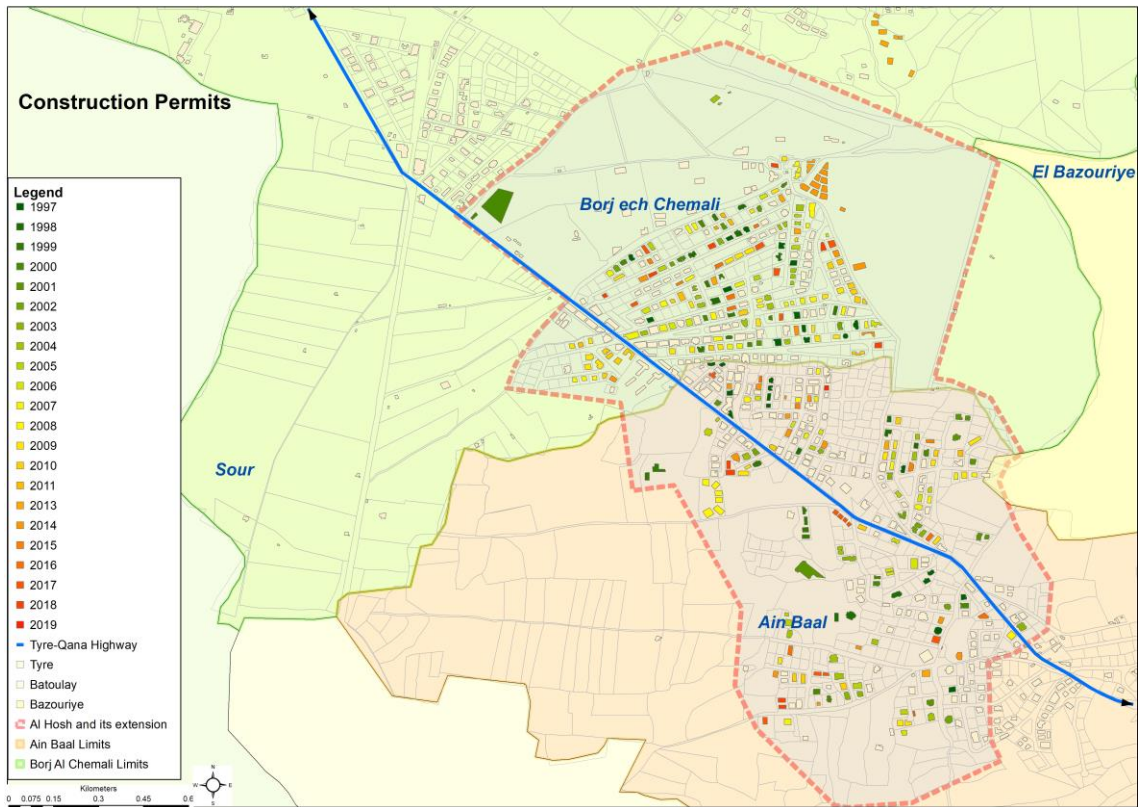 Construction Permits
El Bazouriye
Borj ech Chemali
Sour
Ain Baal
Legend
1997
1998
1999
2000
2001
2002
2003
2004
2005
2006
2007
2008
2009
2010
2011
2013
2014
2015
2016
2017
2018
2019
Tyre-Qana Highway
Tyre
Batoulay
Bazouriye
Al Hosh and its extension
Ain Baal Limits
Borj Al Chemali Limits
Kilometers
0 0.075 0.15 0.3 0.45 0.6
N
W E
S